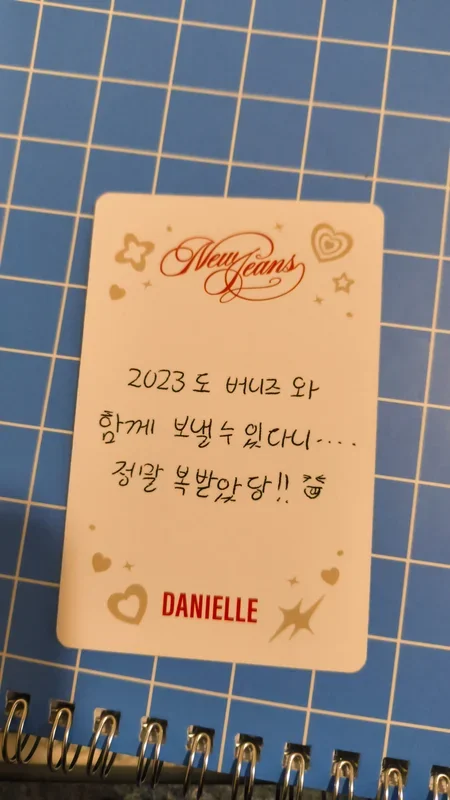 NewJeans
2023도 버니즈 와
함께 보낼 수 있다니....
정말 복받았당!!
DANIELLE